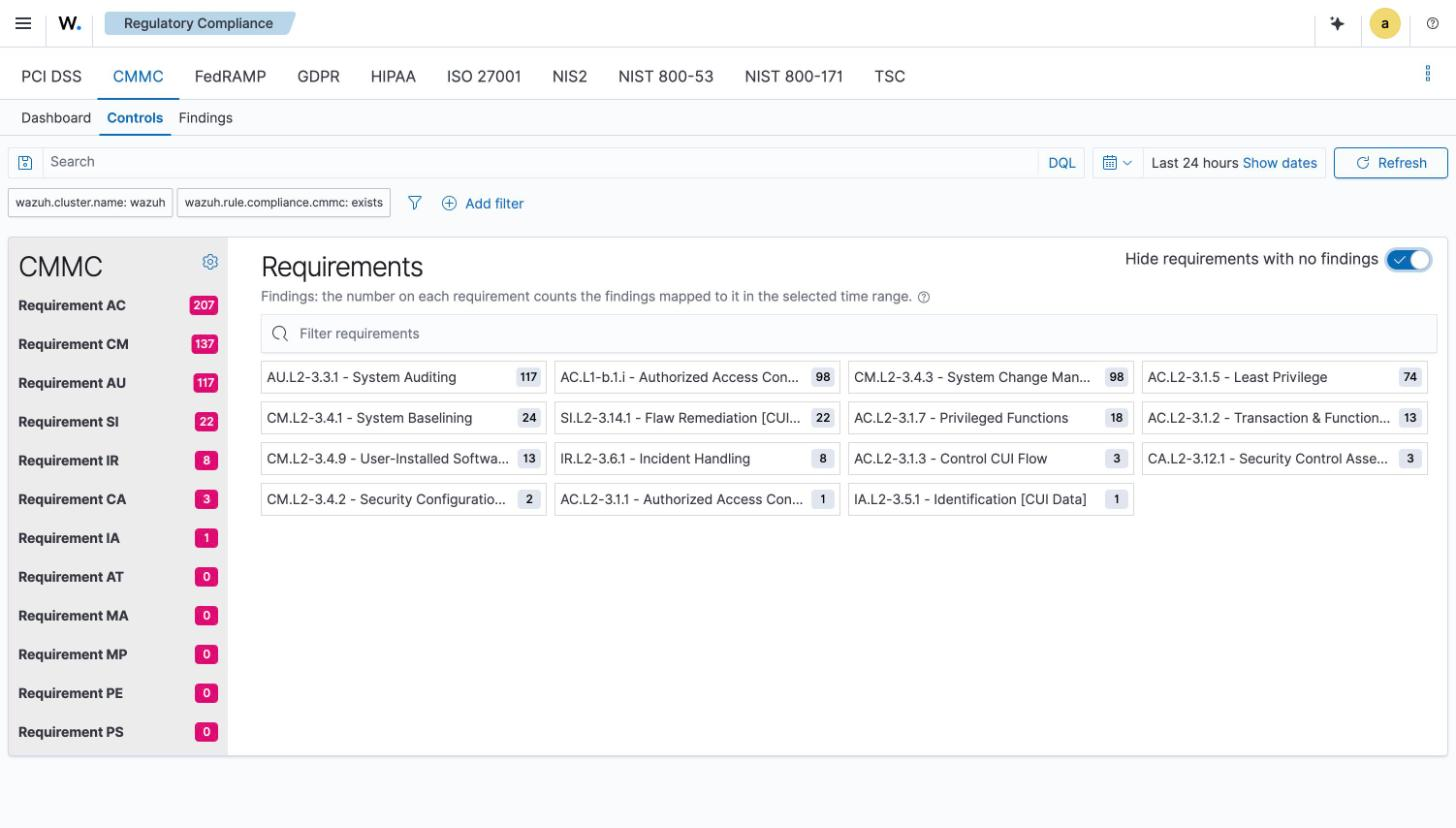 W. Regulatory Compliance a
PCI DSS CMMC FedRAMP GDPR HIPAA ISO 27001 NIS2 NIST 800-53 NIST 800-171 TSC
Dashboard Controls Findings
Search DQL Last 24 hours Show dates Refresh
wazuh.cluster.name: wazuh wazuh.rule.compliance.cmmc: exists Add filter
CMMC
Requirement AC 207
Requirement CM 137
Requirement AU 117
Requirement SI 22
Requirement IR 8
Requirement CA 3
Requirement IA 1
Requirement AT 0
Requirement MA 0
Requirement MP 0
Requirement PE 0
Requirement PS 0
Requirements
Hide requirements with no findings
Findings: the number on each requirement counts the findings mapped to it in the selected time range.
Filter requirements
AU.L2-3.3.1 - System Auditing 117 AC.L1-b.1.i - Authorized Access Con... 98 CM.L2-3.4.3 - System Change Man... 98 AC.L2-3.1.5 - Least Privilege 74
CM.L2-3.4.1 - System Baselining 24 SI.L2-3.14.1 - Flaw Remediation [CUI... 22 AC.L2-3.1.7 - Privileged Functions 18 AC.L2-3.1.2 - Transaction & Function... 13
CM.L2-3.4.9 - User-Installed Softwa... 13 IR.L2-3.6.1 - Incident Handling 8 AC.L2-3.1.3 - Control CUI Flow 3 CA.L2-3.12.1 - Security Control Asse... 3
CM.L2-3.4.2 - Security Configuratio... 2 AC.L2-3.1.1 - Authorized Access Con... 1 IA.L2-3.5.1 - Identification [CUI Data] 1